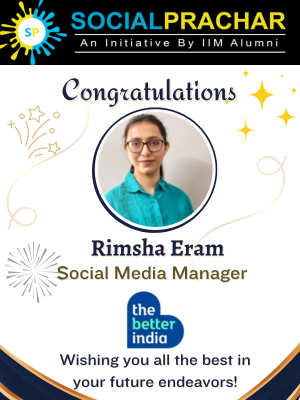 SP
SOCIALPRACHAR
An Initiative By IIM Alumni
Congratulations
Rimsha Eram
Social Media Manager
the
better
india
Wishing you all the best in
your future endeavors!